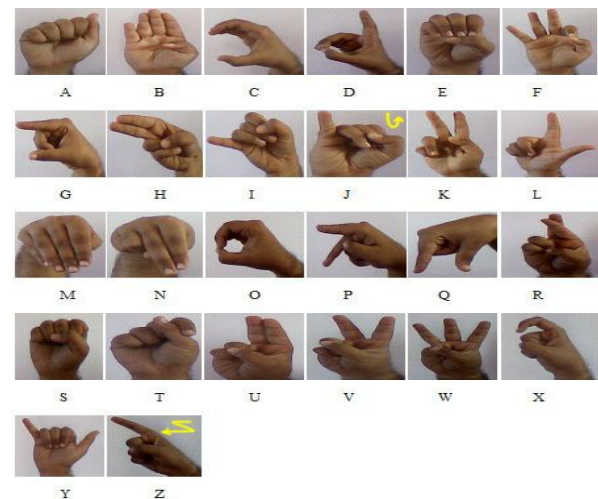 A B C D E F
G H I J K L
M N O P Q R
S T U V W X
Y Z